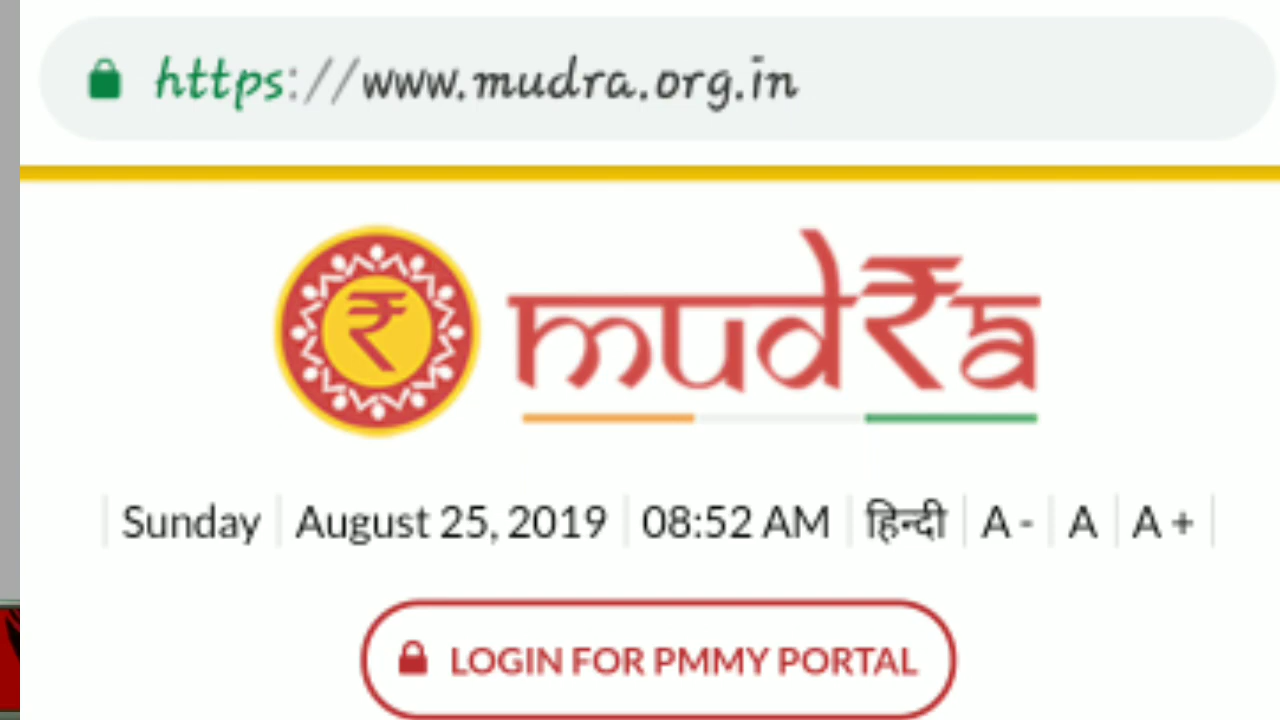 https://www.mudra.org.in
₹ mud₹a
Sunday | August 25, 2019 | 08:52 AM | हिन्दी | A - | A | A +
LOGIN FOR PMMY PORTAL